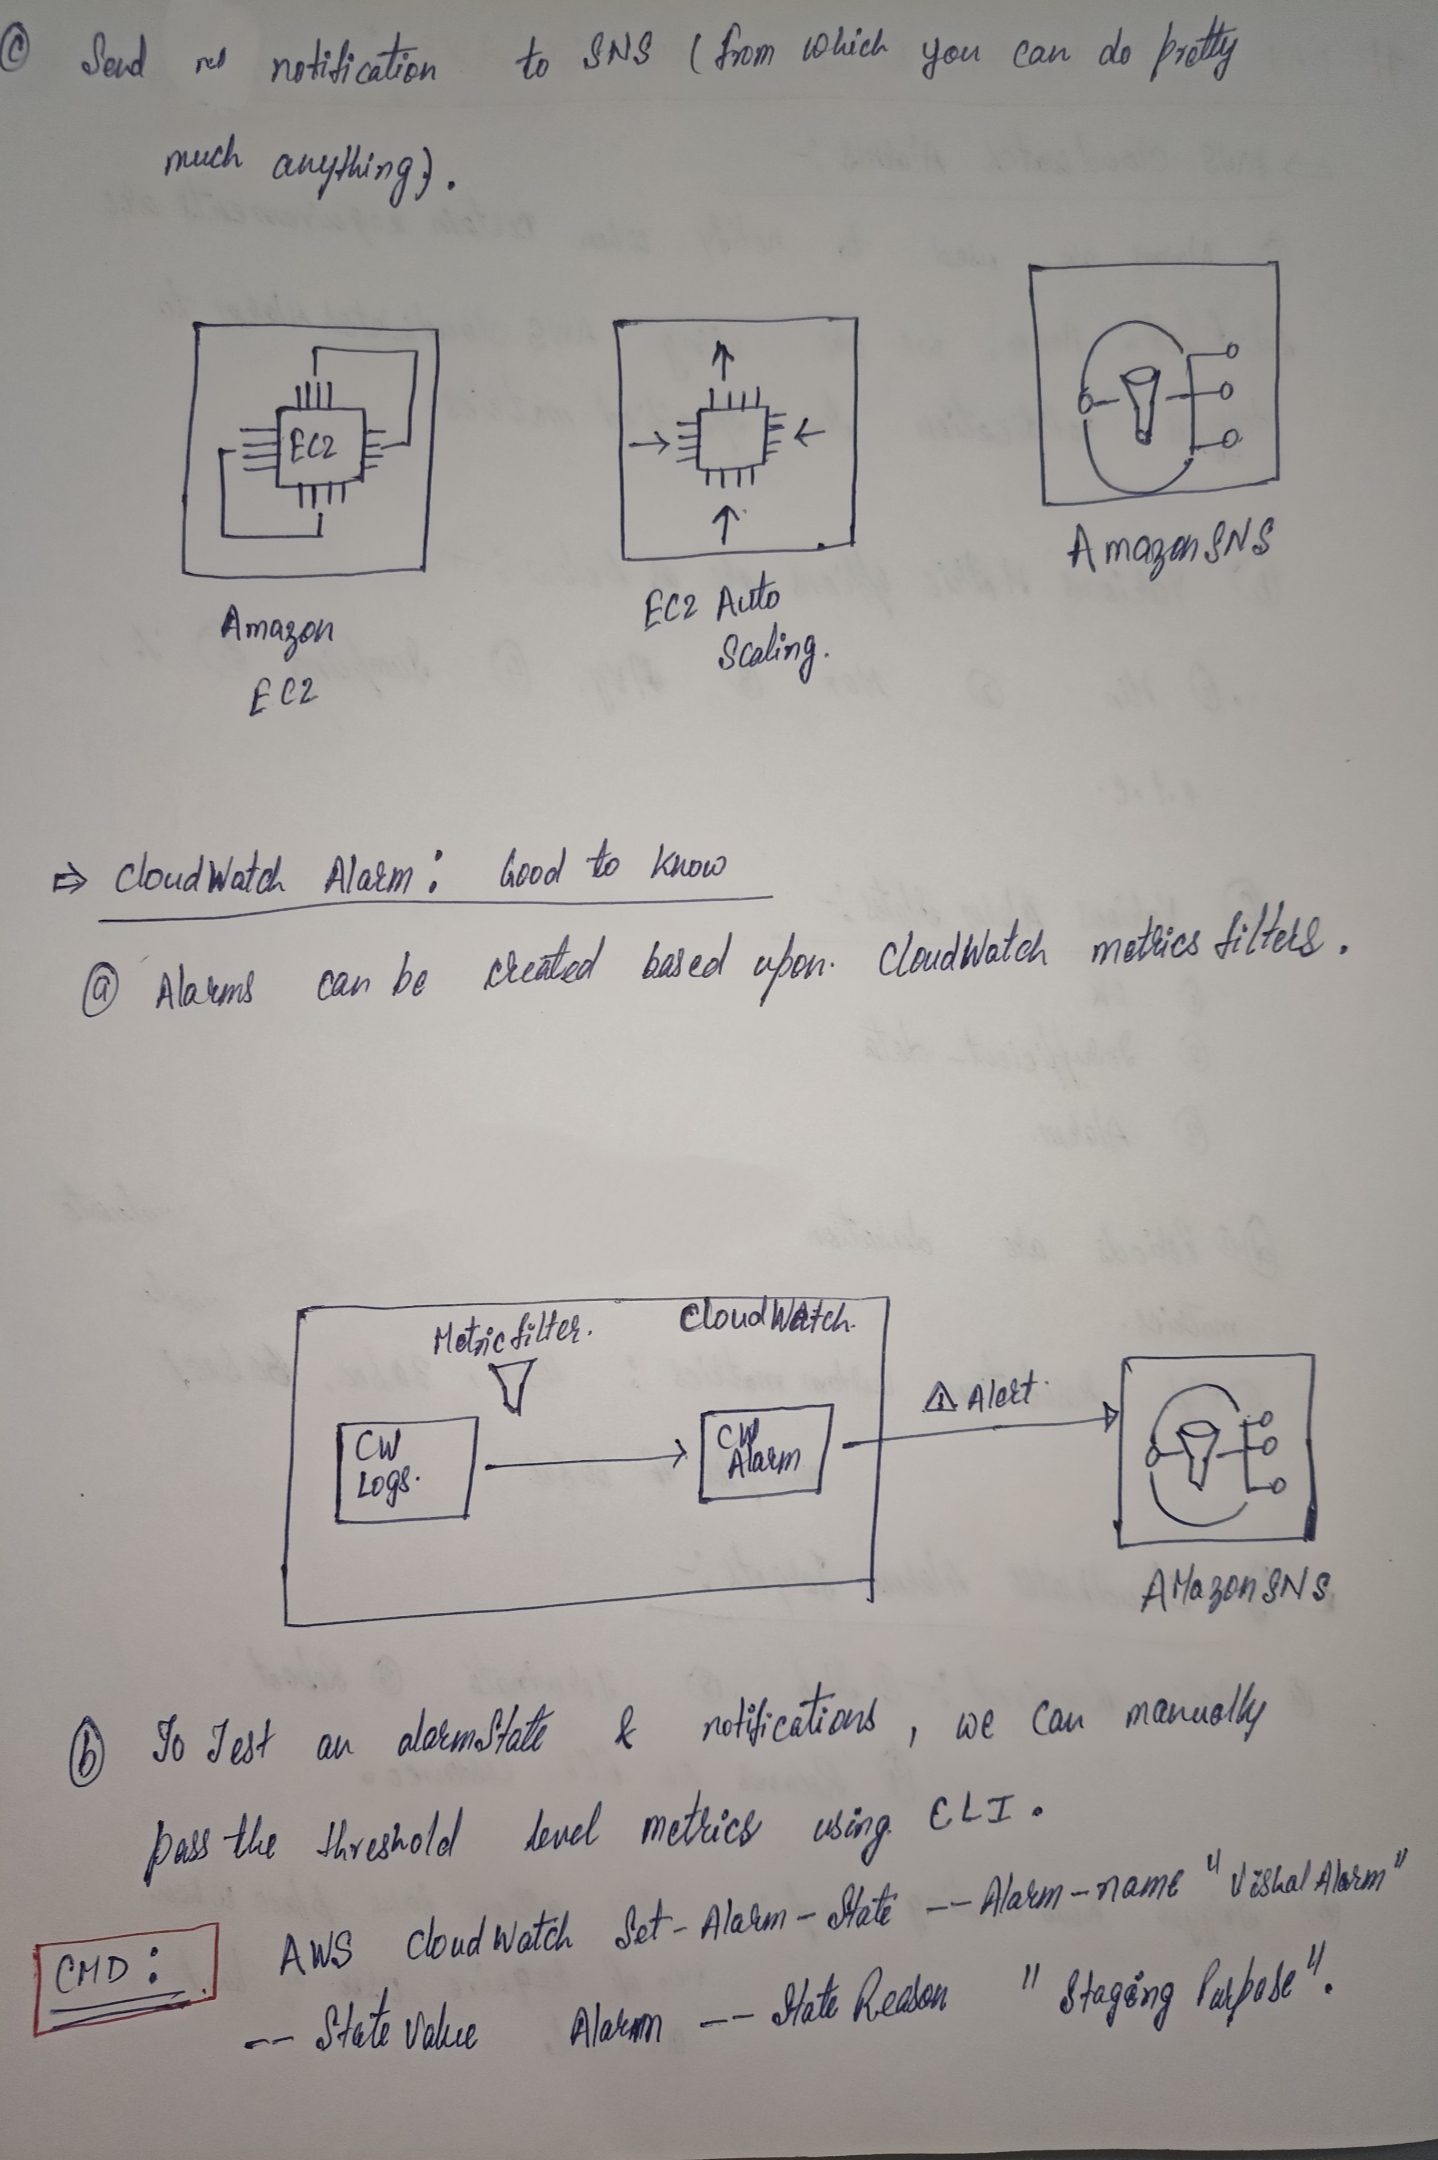 © Send notification to SNS (from which you can do pretty
much anything).
EC2
Amazon
EC2
EC2 Auto
Scaling.
Amazon SNS
⇒ CloudWatch Alarm: Good to know
ⓐ Alarms can be created based upon. CloudWatch metrics filters.
Metric filter.
CloudWatch.
CW
Logs.
CW
Alarm
⚠ Alert
Amazon SNS
ⓑ To Test an alarm State & notifications, we can manually
pass the threshold level metrics using CLI.
CMD: AWS CloudWatch Set-Alarm-State -- Alarm-name "Vishal Alarm"
-- State Value Alarm -- State Reason "Staging Purpose".